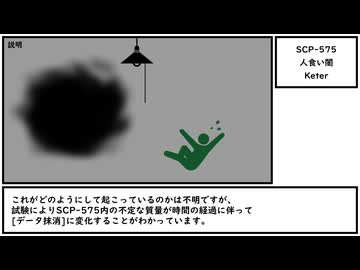 説明
SCP-575
人食い闇
Keter
これがどのようにして起こっているのかは不明ですが、
試験によりSCP-575内の不定な質量が時間の経過に伴って
[データ抹消]に変化することがわかっています。